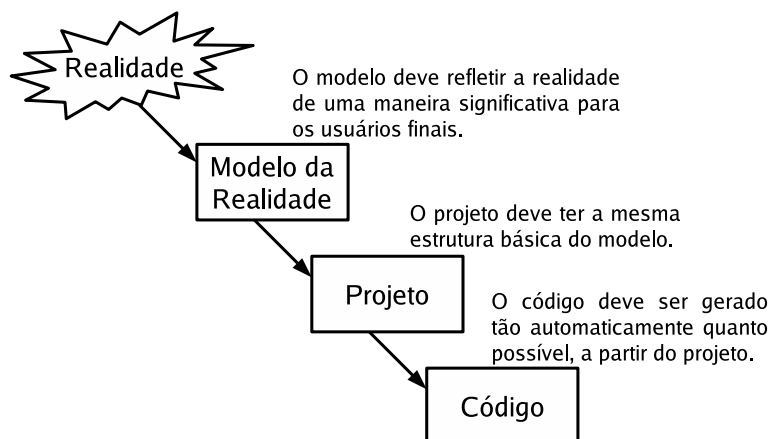 Realidade
O modelo deve refletir a realidade
de uma maneira significativa para
os usuários finais.
Modelo da
Realidade
O projeto deve ter a mesma
estrutura básica do modelo.
Projeto
O código deve ser gerado
tão automaticamente quanto
possível, a partir do projeto.
Código